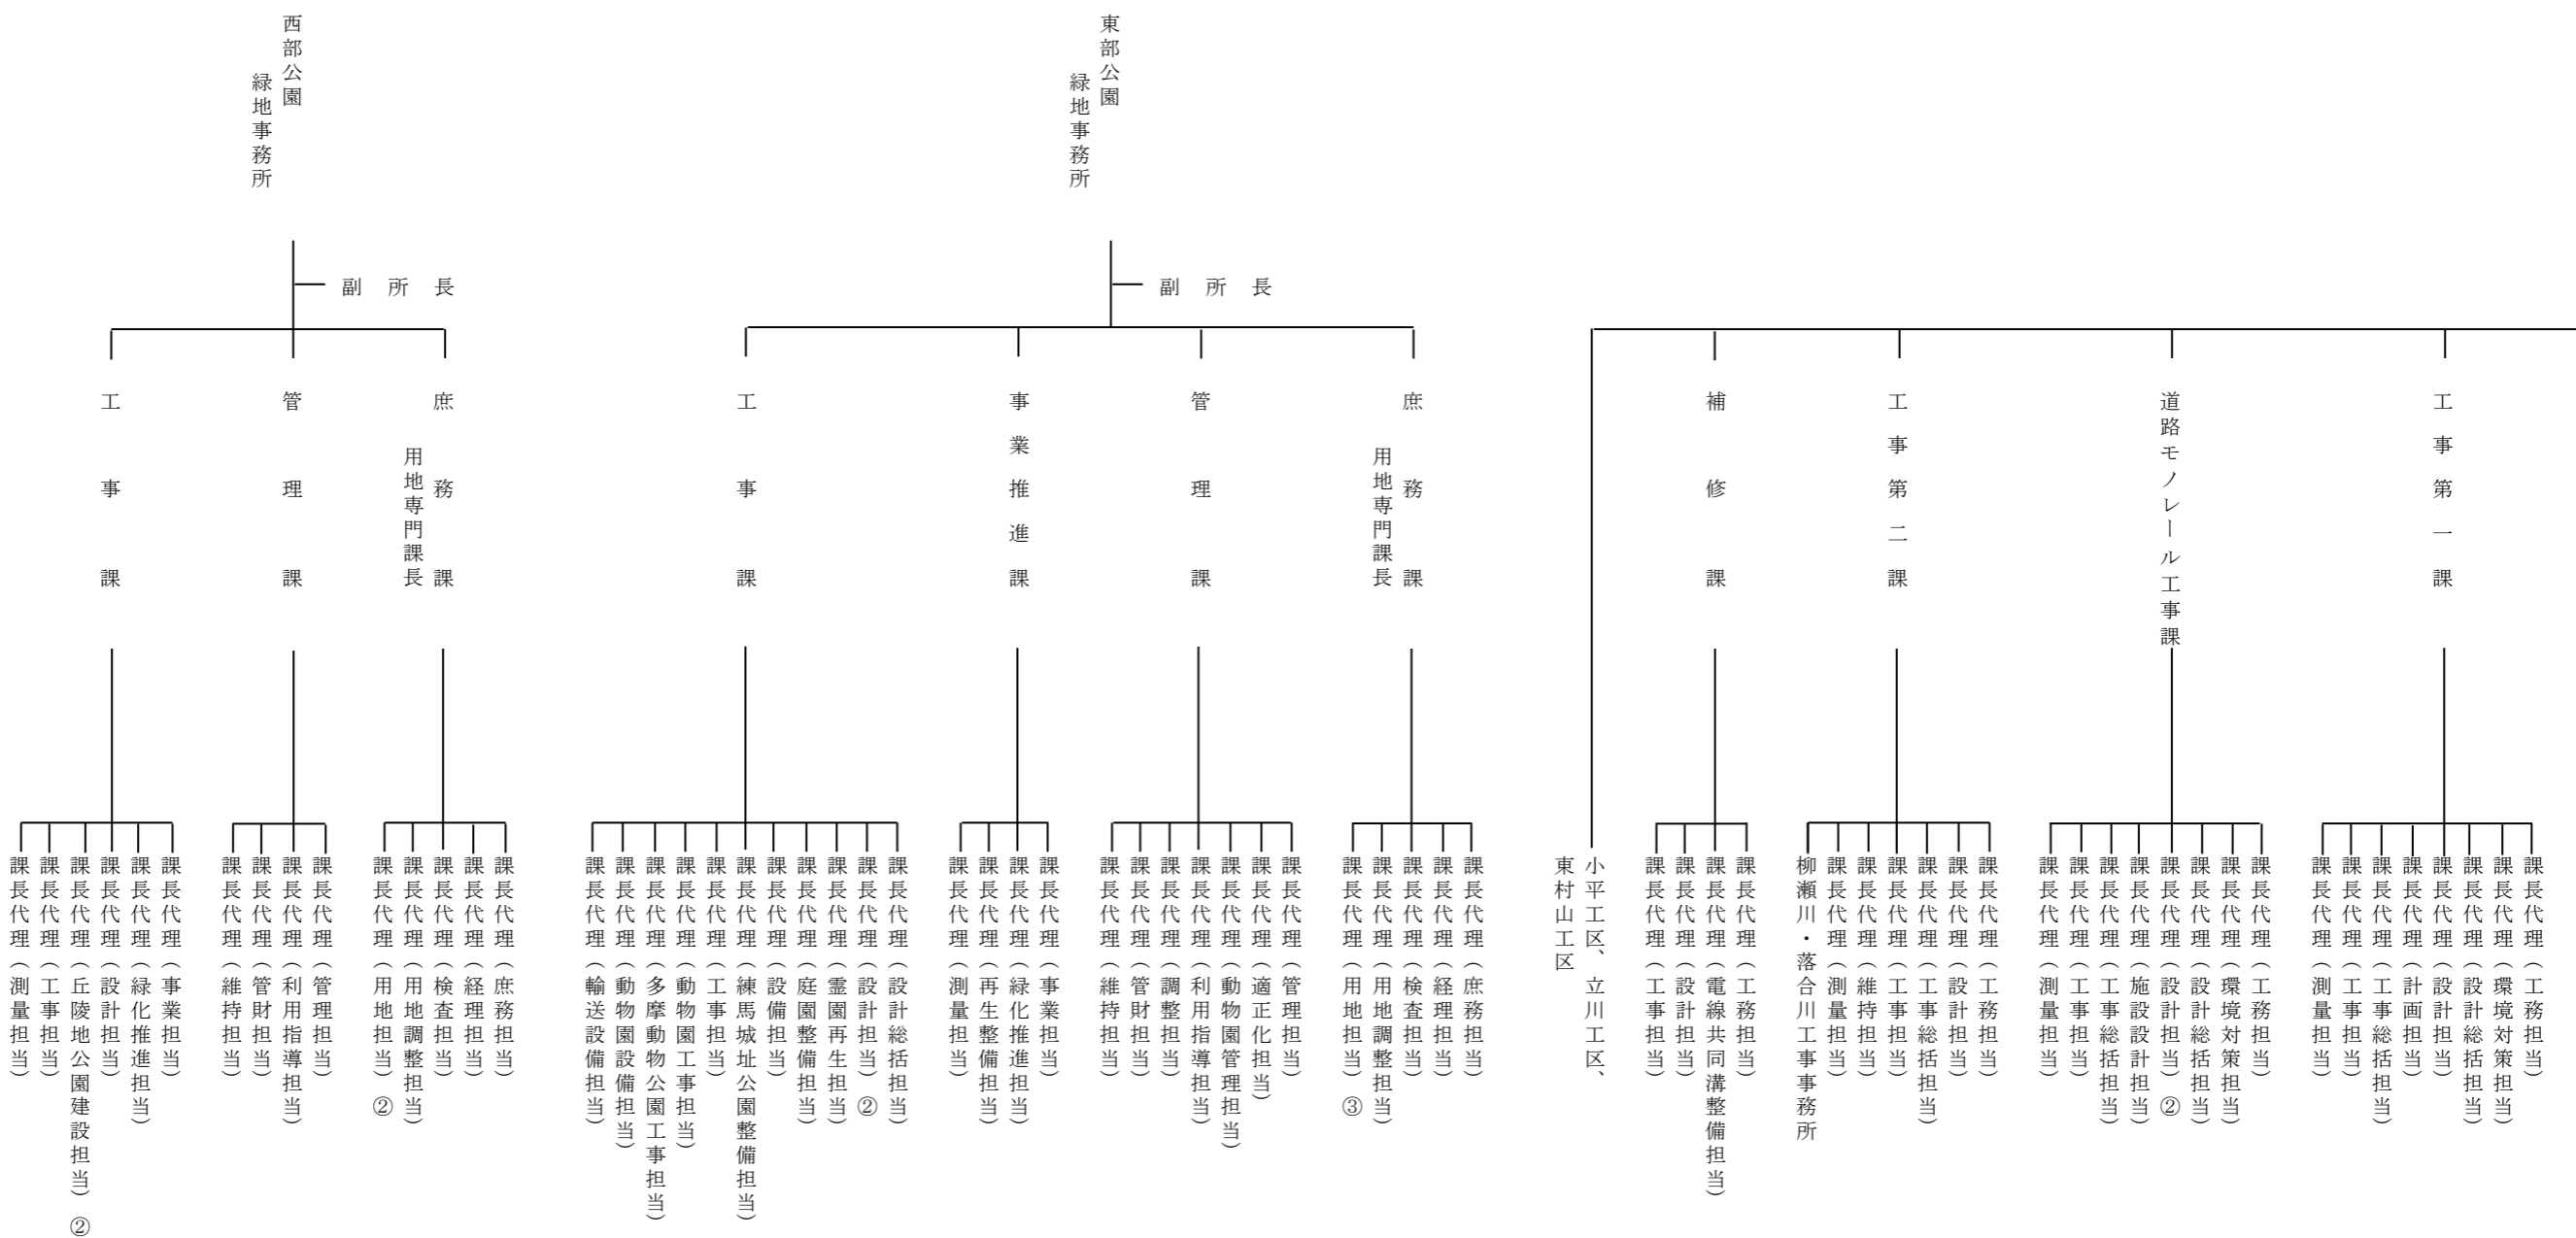 工事第一課
課長代理（工務担当）
課長代理（環境対策担当）
課長代理（設計総括担当）
課長代理（設計担当）
課長代理（計画担当）
課長代理（工事総括担当）
課長代理（工事担当）
課長代理（測量担当）
道路モノレール工事課
課長代理（工務担当）
課長代理（環境対策担当）
課長代理（設計総括担当）
課長代理（設計担当）②
課長代理（施設設計担当）
課長代理（工事総括担当）
課長代理（工事担当）
課長代理（測量担当）
工事第二課
課長代理（工務担当）
課長代理（設計担当）
課長代理（工事総括担当）
課長代理（工事担当）
課長代理（維持担当）
課長代理（測量担当）
柳瀬川・落合川工事事務所
補修課
課長代理（工務担当）
課長代理（電線共同溝整備担当）
課長代理（設計担当）
課長代理（工事担当）
小平工区、立川工区、
東村山工区
東部公園
緑地事務所
副所長
庶務課
用地専門課長
課長代理（庶務担当）
課長代理（経理担当）
課長代理（検査担当）
課長代理（用地調整担当）
課長代理（用地担当）③
管理課
課長代理（管理担当）
課長代理（適正化担当）
課長代理（動物園管理担当）
課長代理（利用指導担当）
課長代理（調整担当）
課長代理（管財担当）
課長代理（維持担当）
事業推進課
課長代理（事業担当）
課長代理（緑化推進担当）
課長代理（再生整備担当）
課長代理（測量担当）
工事課
課長代理（設計総括担当）
課長代理（設計担当）②
課長代理（霊園再生担当）
課長代理（庭園整備担当）
課長代理（設備担当）
課長代理（練馬城址公園整備担当）
課長代理（工事担当）
課長代理（動物園工事担当）
課長代理（多摩動物公園工事担当）
課長代理（動物園設備担当）
課長代理（輸送設備担当）
西部公園
緑地事務所
副所長
庶務課
用地専門課長
課長代理（庶務担当）
課長代理（経理担当）
課長代理（検査担当）
課長代理（用地調整担当）
課長代理（用地担当）②
管理課
課長代理（管理担当）
課長代理（利用指導担当）
課長代理（管財担当）
課長代理（維持担当）
工事課
課長代理（事業担当）
課長代理（緑化推進担当）
課長代理（設計担当）
課長代理（丘陵地公園建設担当）②
課長代理（工事担当）
課長代理（測量担当）